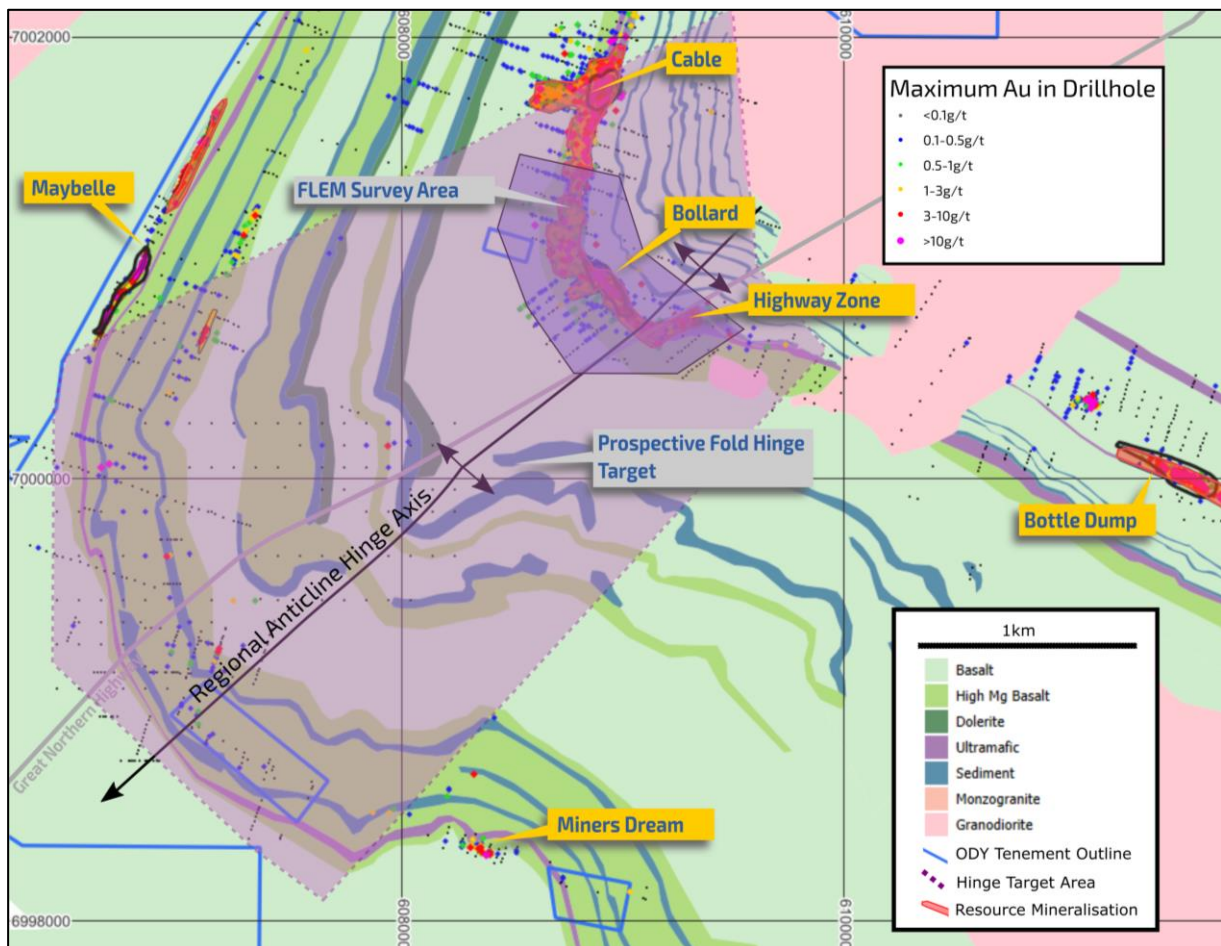 7002000
608000
610000
Cable
Maximum Au in Drillhole
<0.1g/t
0.1-0.5g/t
0.5-1g/t
1-3g/t
3-10g/t
>10g/t
Maybelle
FLEM Survey Area
Bollard
Highway Zone
Prospective Fold Hinge
Target
7000000
Bottle Dump
Regional Anticline Hinge Axis
Great Northern High
1km
Basalt
High Mg Basalt
Dolerite
Ultramafic
Sediment
Monzogranite
Granodiorite
ODY Tenement Outline
Hinge Target Area
Resource Mineralisation
Miners Dream
6998000
608000
610000